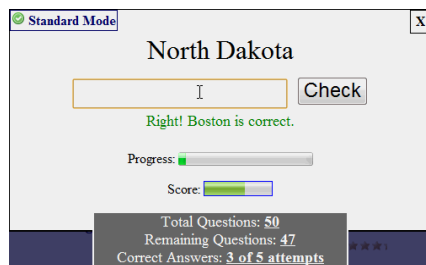 Standard Mode
X
North Dakota
Check
Right! Boston is correct.
Progress:
Score:
Total Questions: 50
Remaining Questions: 47
Correct Answers: 3 of 5 attempts